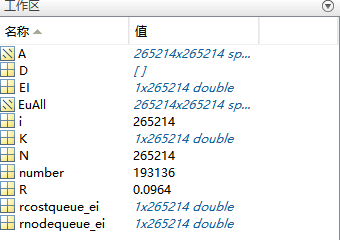 工作区
名称 值
A 265214x265214 sp...
D []
EI 1x265214 double
EuAll 265214x265214 sp...
i 265214
K 1x265214 double
N 265214
number 193136
R 0.0964
rcostqueue_ei 1x265214 double
rnodequeue_ei 1x265214 double